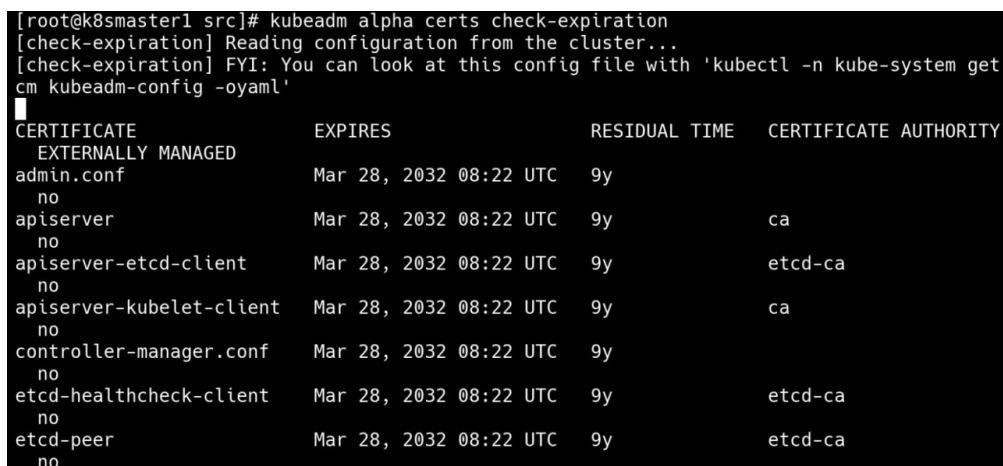 [root@k8smaster1 src]# kubeadm alpha certs check-expiration
[check-expiration] Reading configuration from the cluster...
[check-expiration] FYI: You can look at this config file with 'kubectl -n kube-system get
cm kubeadm-config -oyaml'
CERTIFICATE                EXPIRES                  RESIDUAL TIME   CERTIFICATE AUTHORITY
  EXTERNALLY MANAGED
admin.conf                 Mar 28, 2032 08:22 UTC   9y
  no
apiserver                  Mar 28, 2032 08:22 UTC   9y              ca
  no
apiserver-etcd-client      Mar 28, 2032 08:22 UTC   9y              etcd-ca
  no
apiserver-kubelet-client   Mar 28, 2032 08:22 UTC   9y              ca
  no
controller-manager.conf    Mar 28, 2032 08:22 UTC   9y
  no
etcd-healthcheck-client    Mar 28, 2032 08:22 UTC   9y              etcd-ca
  no
etcd-peer                  Mar 28, 2032 08:22 UTC   9y              etcd-ca
  no